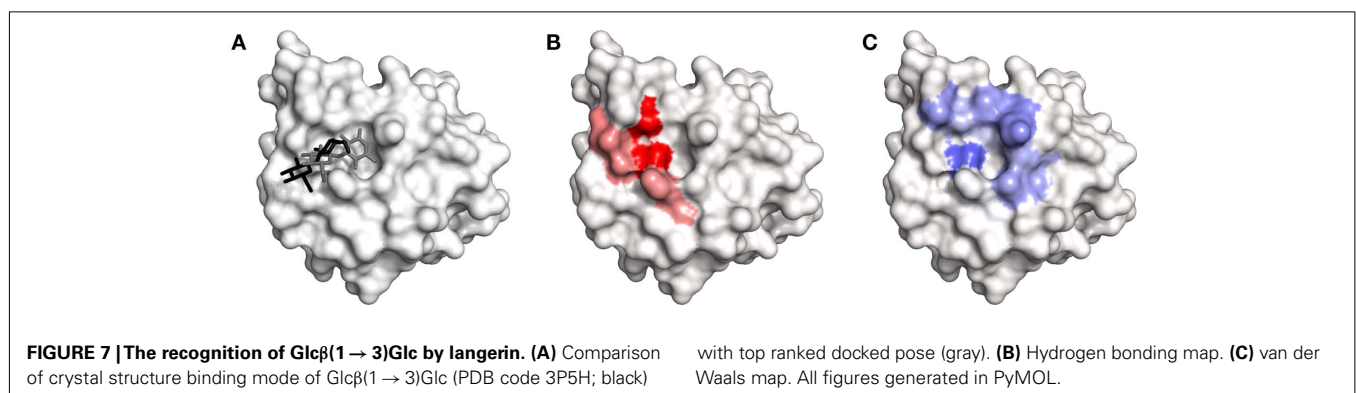 A
B
C
FIGURE 7 | The recognition of Glcβ(1 → 3)Glc by langerin. (A) Comparison
of crystal structure binding mode of Glcβ(1 → 3)Glc (PDB code 3P5H; black)
with top ranked docked pose (gray). (B) Hydrogen bonding map. (C) van der
Waals map. All figures generated in PyMOL.